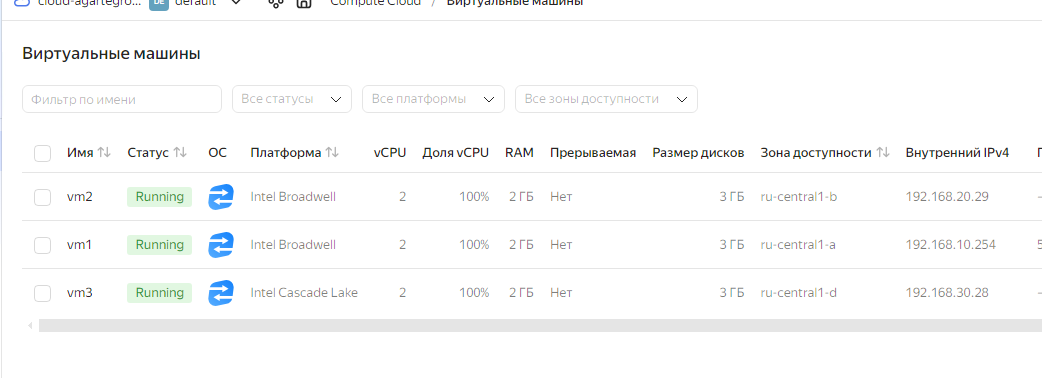 cloud-agartegro... DE default Compute Cloud / Виртуальные машины
Виртуальные машины
Фильтр по имени Все статусы Все платформы Все зоны доступности
Имя Статус ОС Платформа vCPU Доля vCPU RAM Прерываемая Размер дисков Зона доступности Внутренний IPv4
vm2 Running Intel Broadwell 2 100% 2 ГБ Нет 3 ГБ ru-central1-b 192.168.20.29
vm1 Running Intel Broadwell 2 100% 2 ГБ Нет 3 ГБ ru-central1-a 192.168.10.254
vm3 Running Intel Cascade Lake 2 100% 2 ГБ Нет 3 ГБ ru-central1-d 192.168.30.28